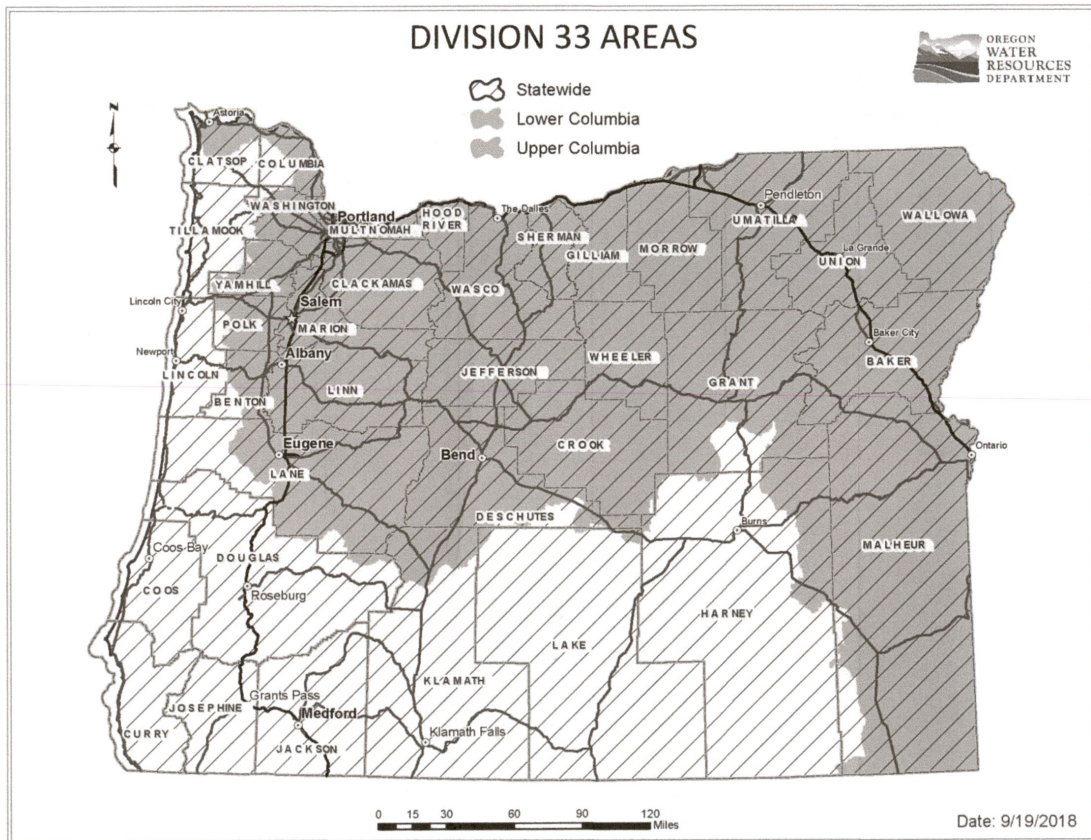 DIVISION 33 AREAS
OREGON
WATER
RESOURCES
DEPARTMENT
Statewide
Lower Columbia
Upper Columbia
N
Astoria
CLATSOP
COLUMBIA
WASHINGTON
Portland
MULTNOMAH
HOOD
RIVER
The Dalles
Pendleton
UMATILLA
WALLOWA
TILLAMOOK
SHERMAN
MORROW
GILLIAM
La Grande
UNION
YAMHILL
CLACKAMAS
WASCO
Lincoln City
Salem
POLK
MARION
Baker City
Newport
Albany
WHEELER
BAKER
LINCOLN
JEFFERSON
GRANT
LINN
BENTON
Eugene
Bend
CROOK
Ontario
LANE
DESCHUTES
Burns
Coos Bay
DOUGLAS
MALHEUR
COOS
Roseburg
HARNEY
LAKE
KLAMATH
Grants Pass
JOSEPHINE
Medford
CURRY
Klamath Falls
JACKSON
0 15 30 60 90 120
Miles
Date: 9/19/2018